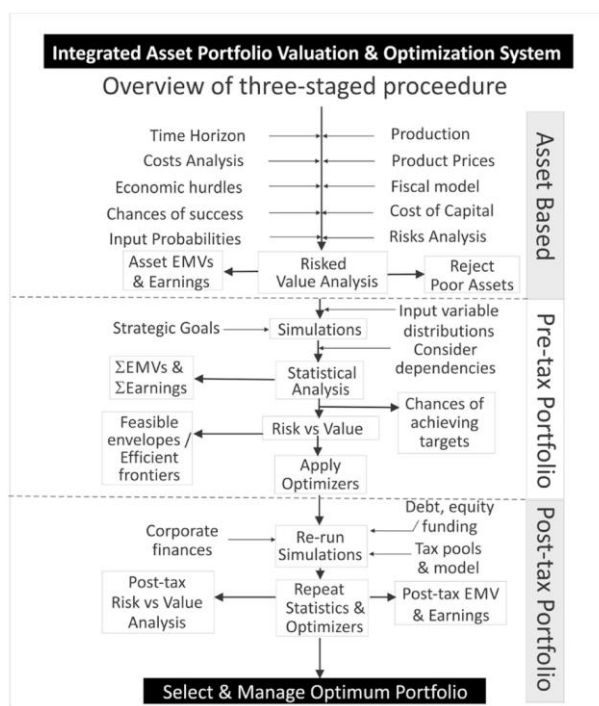 Integrated Asset Portfolio Valuation & Optimization System
Overview of three-staged proceedure
Time Horizon
Production
Costs Analysis
Product Prices
Economic hurdles
Fiscal model
Chances of success
Cost of Capital
Input Probabilities
Risks Analysis
Asset EMVs
& Earnings
Risked
Value Analysis
Reject
Poor Assets
Asset Based
Strategic Goals
Simulations
Input variable
distributions
Consider
dependencies
ΣEMVs &
ΣEarnings
Statistical
Analysis
Feasible
envelopes /
Efficient
frontiers
Risk vs Value
Chances of
achieving
targets
Apply
Optimizers
Pre-tax Portfolio
Corporate
finances
Re-run
Simulations
Debt, equity
/ funding
Tax pools
& model
Post-tax
Risk vs Value
Analysis
Repeat
Statistics &
Optimizers
Post-tax EMV
& Earnings
Post-tax Portfolio
Select & Manage Optimum Portfolio